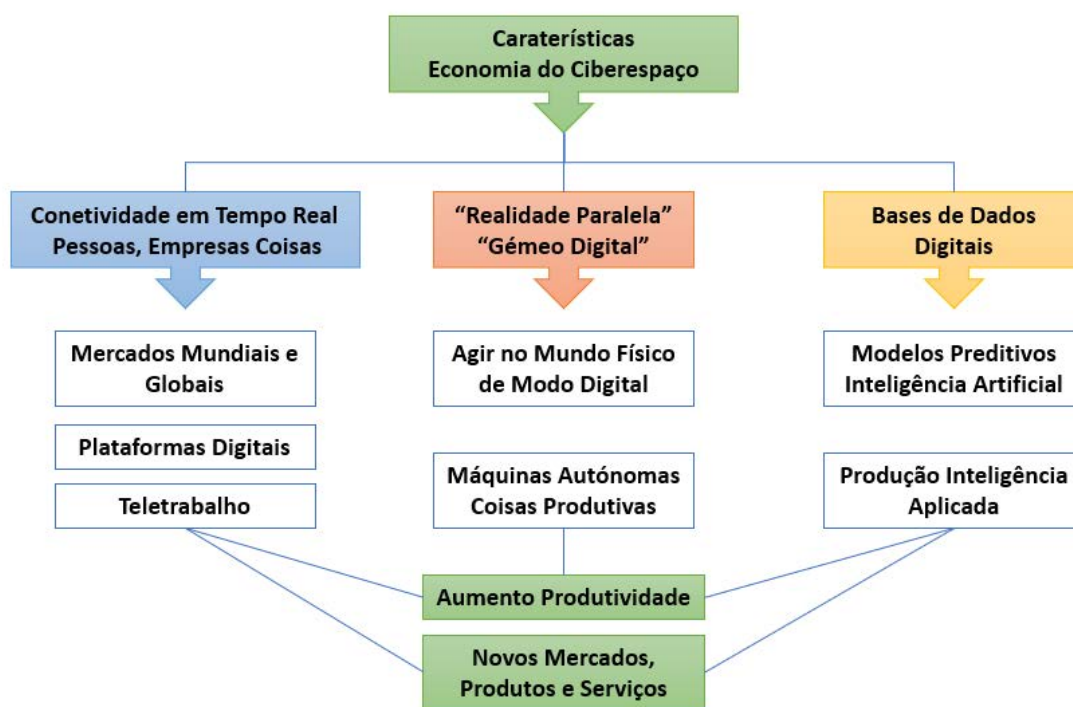 Caraterísticas
Economia do Ciberespaço
Conetividade em Tempo Real
Pessoas, Empresas Coisas
“Realidade Paralela”
“Gémeo Digital”
Bases de Dados
Digitais
Mercados Mundiais e
Globais
Agir no Mundo Físico
de Modo Digital
Modelos Preditivos
Inteligência Artificial
Plataformas Digitais
Teletrabalho
Máquinas Autónomas
Coisas Produtivas
Produção Inteligência
Aplicada
Aumento Produtividade
Novos Mercados,
Produtos e Serviços